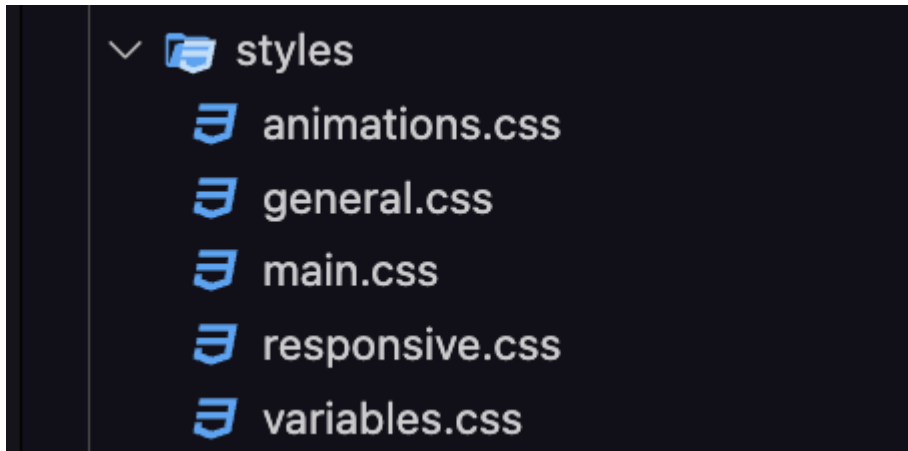 styles
animations.css
general.css
main.css
responsive.css
variables.css